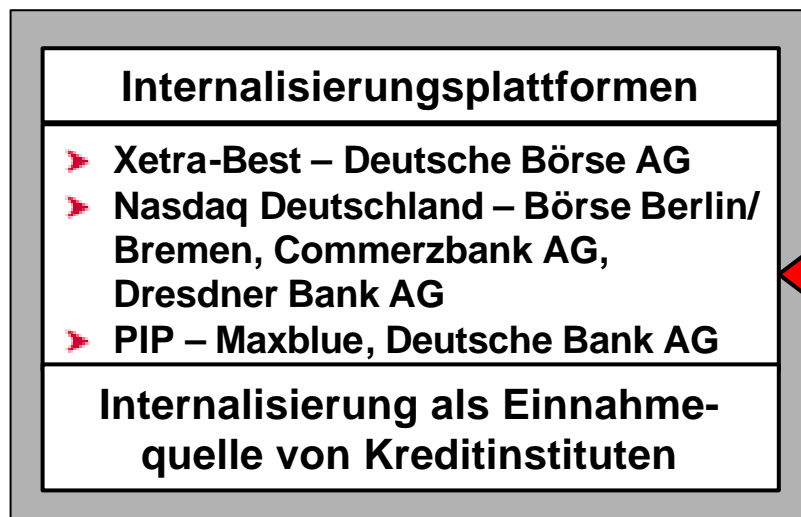 Internalisierungsplattformen
Xetra-Best – Deutsche Börse AG
Nasdaq Deutschland – Börse Berlin/
Bremen, Commerzbank AG,
Dresdner Bank AG
PIP – Maxblue, Deutsche Bank AG
Internalisierung als Einnahme-
quelle von Kreditinstituten